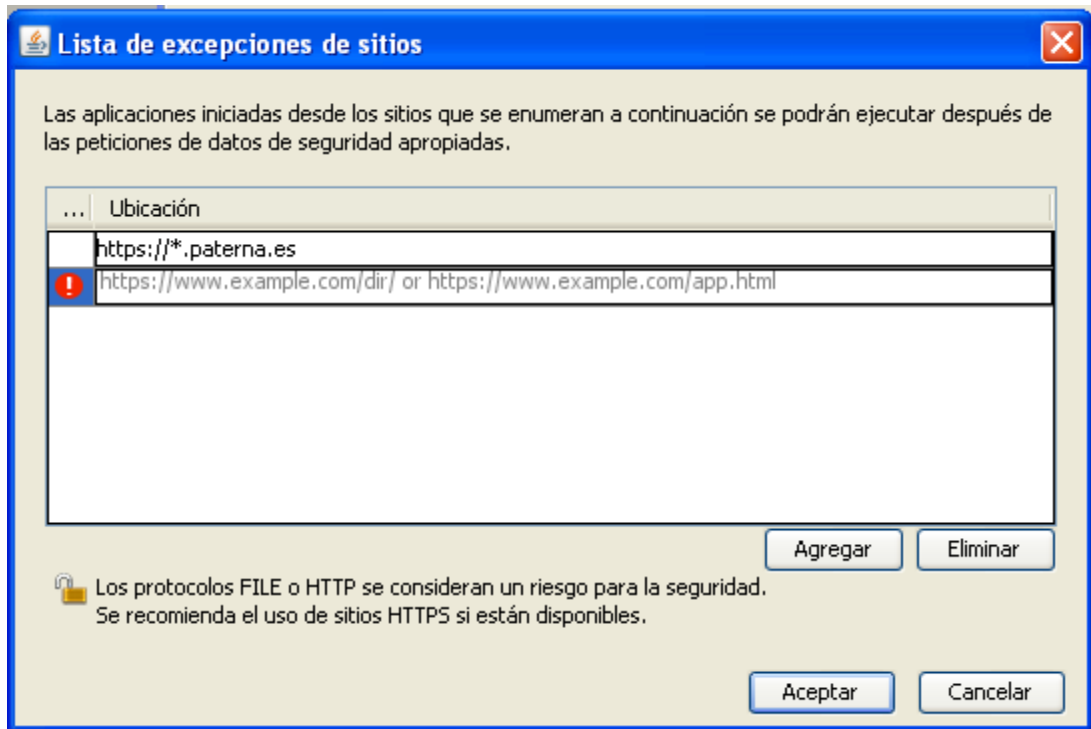 Lista de excepciones de sitios
Las aplicaciones iniciadas desde los sitios que se enumeran a continuación se podrán ejecutar después de
las peticiones de datos de seguridad apropiadas.
... Ubicación
https://*.paterna.es
https://www.example.com/dir/ or https://www.example.com/app.html
Agregar Eliminar
Los protocolos FILE o HTTP se consideran un riesgo para la seguridad.
Se recomienda el uso de sitios HTTPS si están disponibles.
Aceptar Cancelar